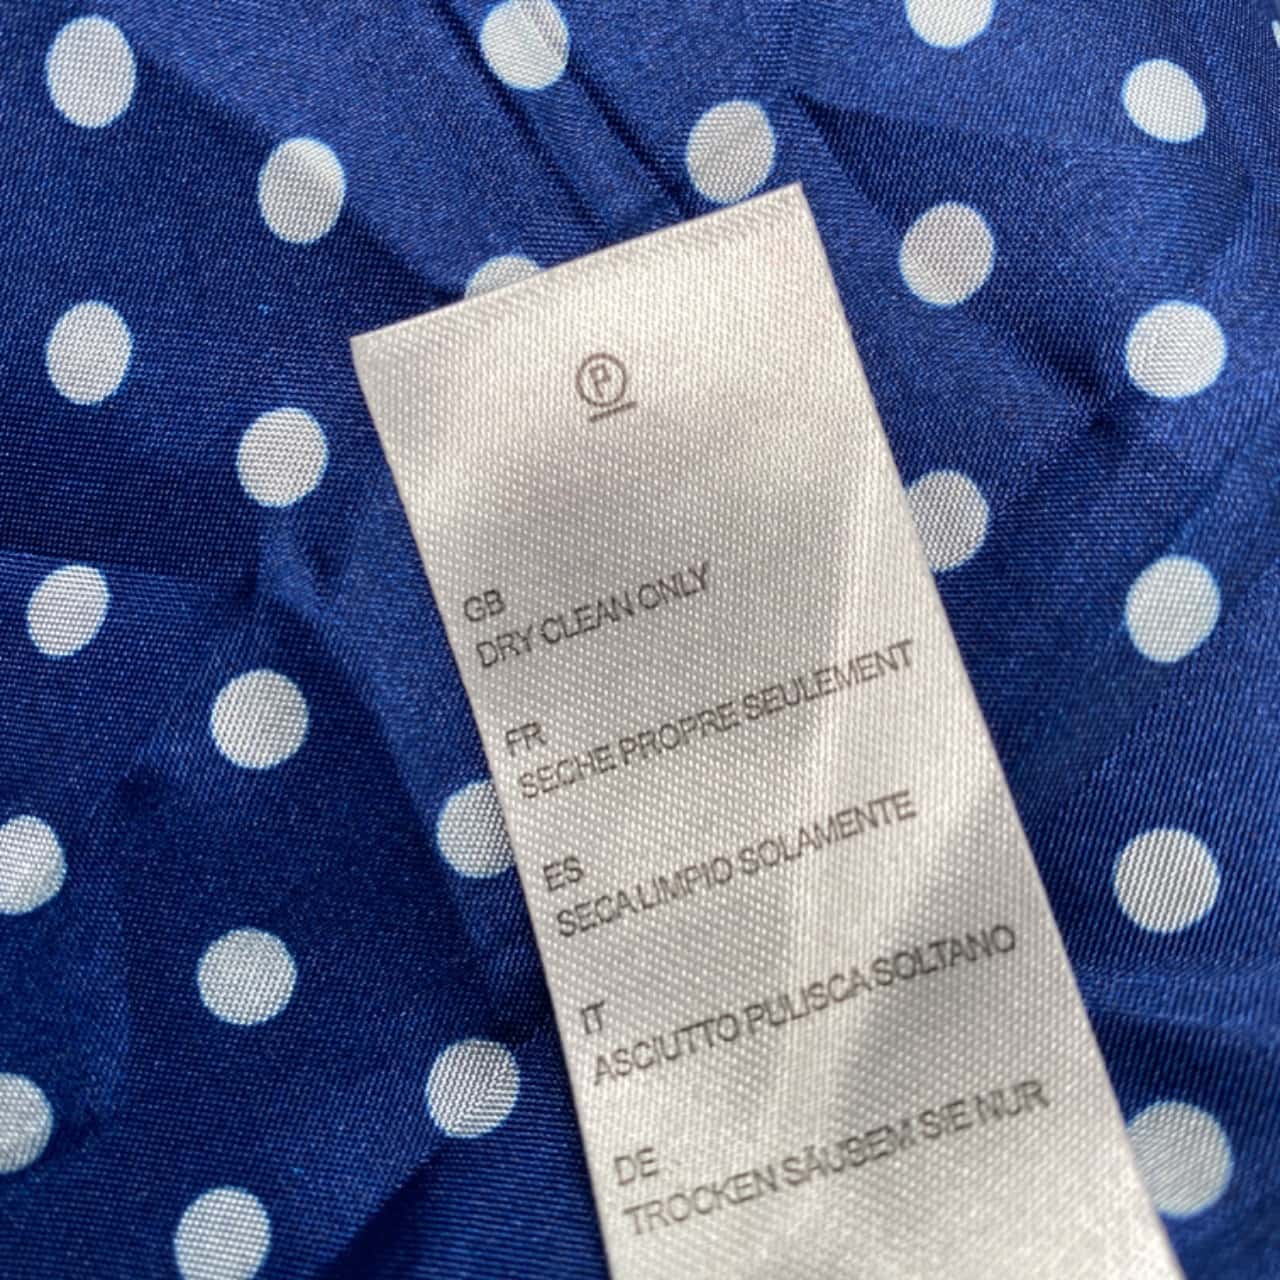 P
GB
DRY CLEAN ONLY
FR
SECHE PROPRE SEULEMENT
ES
SECA LIMPIO SOLAMENTE
IT
ASCIUTTO PULISCA SOLTANO
DE
TROCKEN SÄUBEM SIE NUR